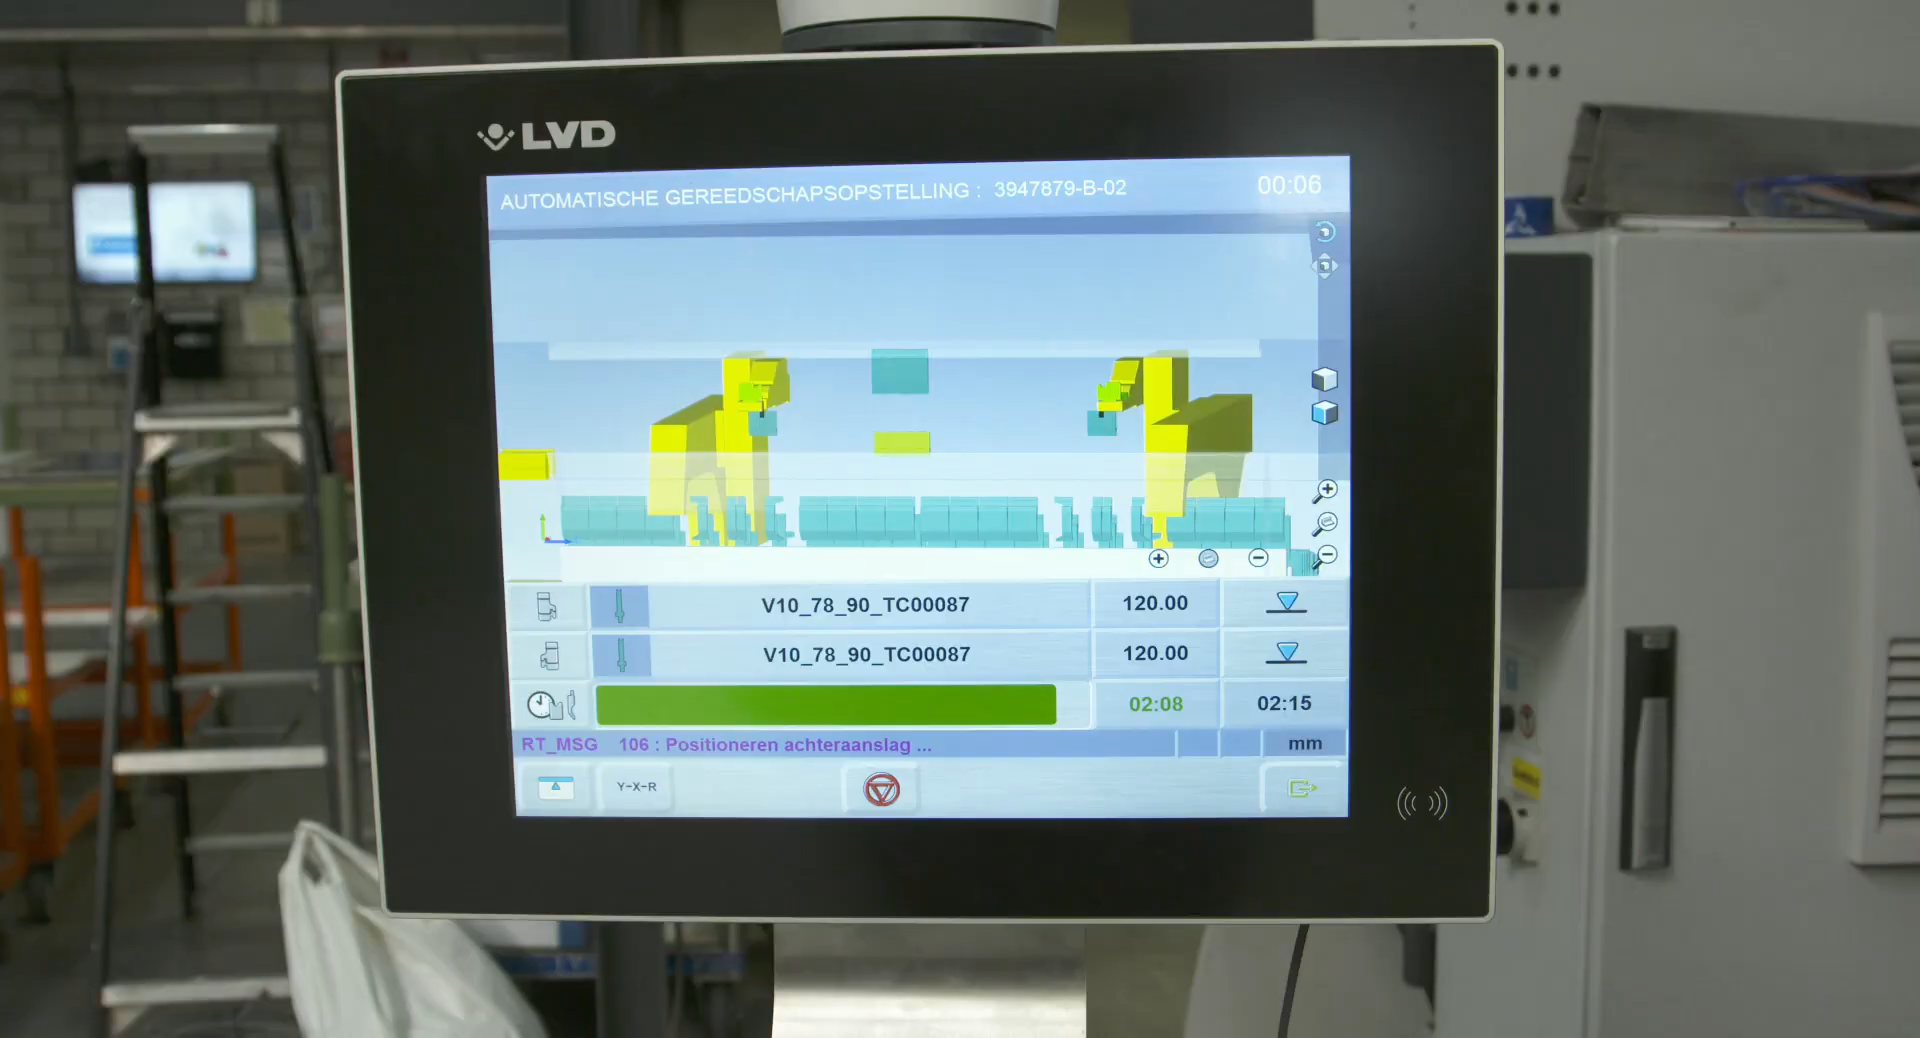 LVD
AUTOMATISCHE GEREEDSCHAPSOPSTELLING : 3947879-B-02 00:06
V10_78_90_TC00087 120.00
V10_78_90_TC00087 120.00
02:08 02:15
RT_MSG 106 : Positioneren achteraanslag ... mm
Y-X-R